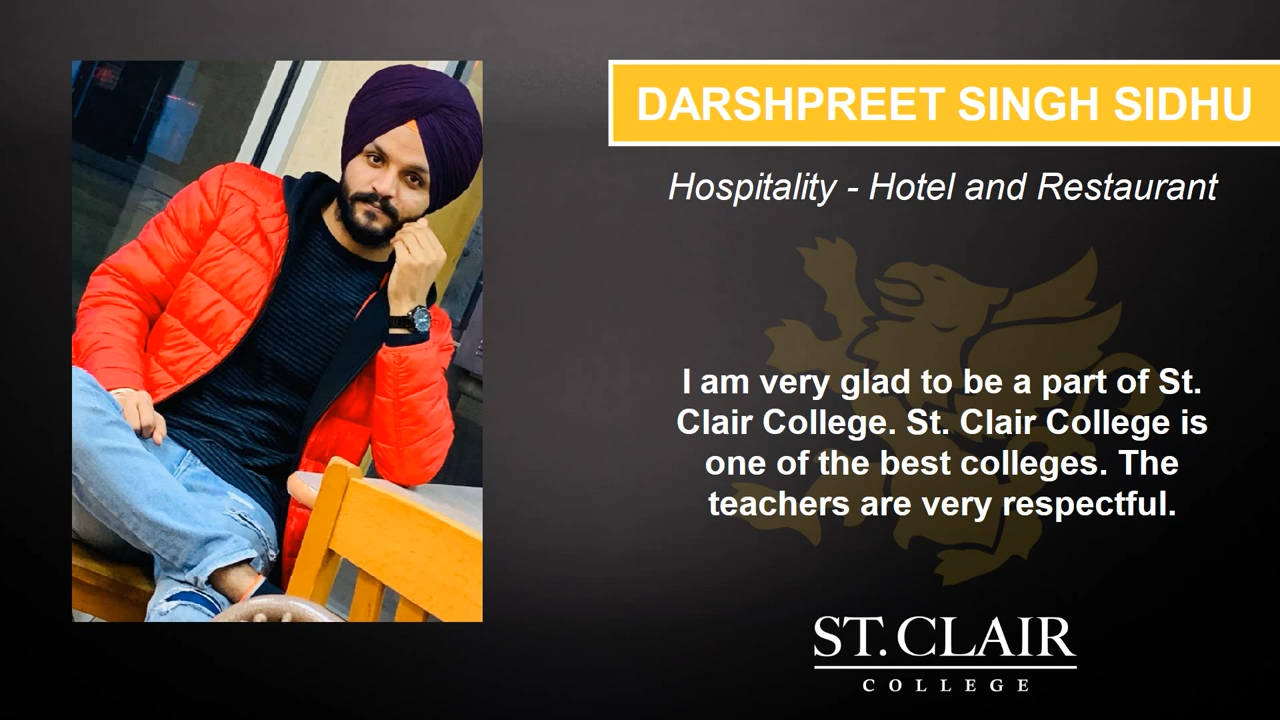 DARSHPREET SINGH SIDHU
Hospitality - Hotel and Restaurant
I am very glad to be a part of St.
Clair College. St. Clair College is
one of the best colleges. The
teachers are very respectful.
ST. CLAIR
COLLEGE